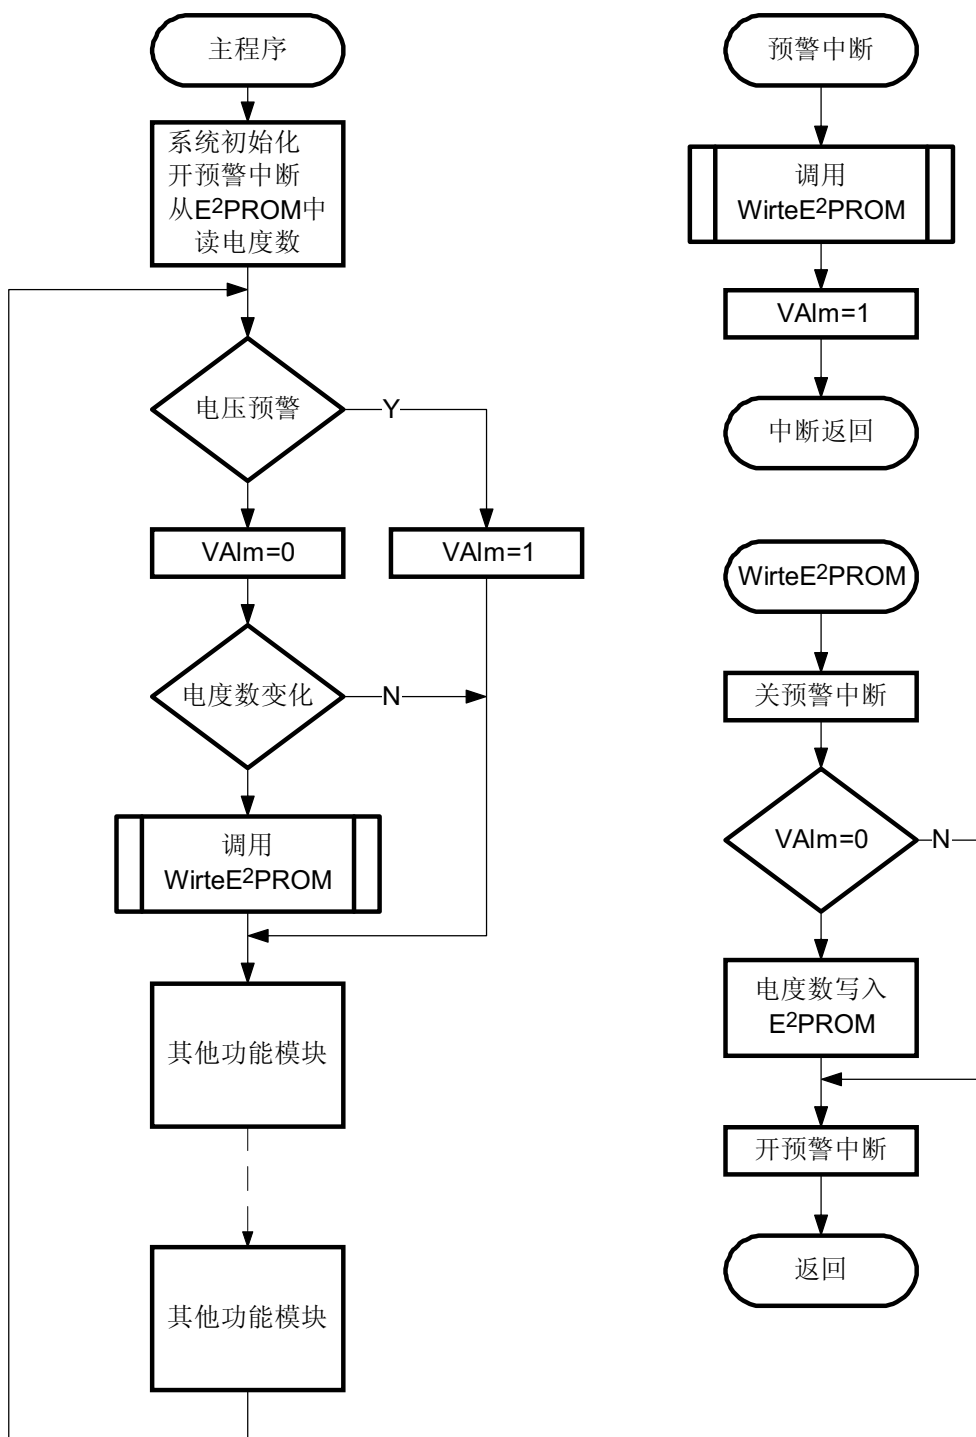 主程序
系统初始化
开预警中断
从E²PROM中
读电度数
电压预警
Y
VAlm=0
VAlm=1
电度数变化
N
调用
WirteE²PROM
其他功能模块
其他功能模块
预警中断
调用
WirteE²PROM
VAlm=1
中断返回
WirteE²PROM
关预警中断
VAlm=0
N
电度数写入
E²PROM
开预警中断
返回